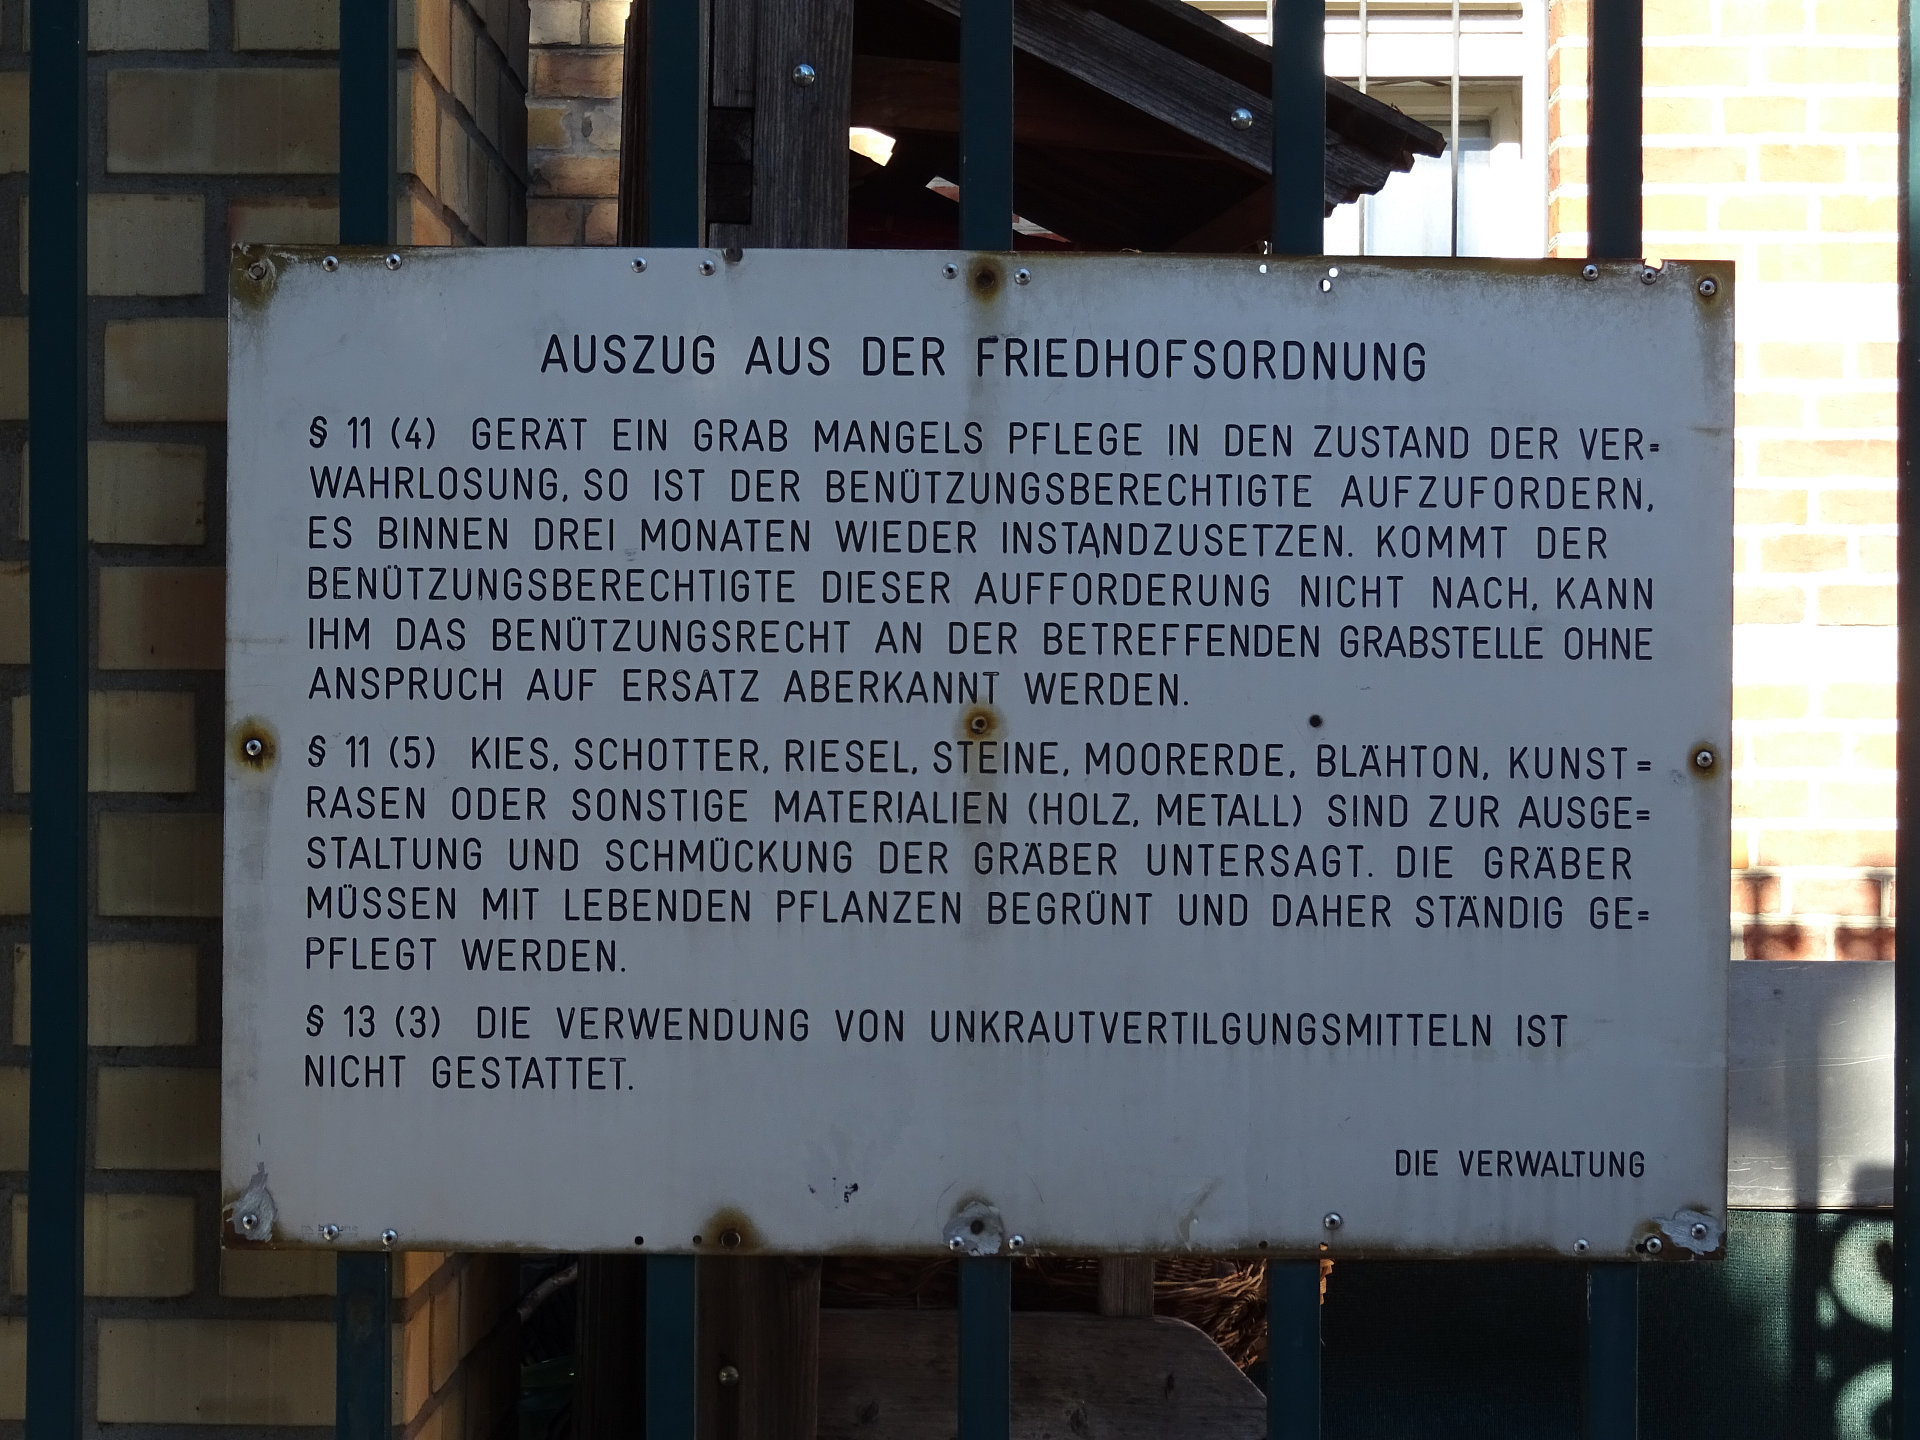 AUSZUG AUS DER FRIEDHOFSORDNUNG
§ 11 (4) GERÄT EIN GRAB MANGELS PFLEGE IN DEN ZUSTAND DER VER=
WAHRLOSUNG, SO IST DER BENÜTZUNGSBERECHTIGTE AUFZUFORDERN,
ES BINNEN DREI MONATEN WIEDER INSTANDZUSETZEN. KOMMT DER
BENÜTZUNGSBERECHTIGTE DIESER AUFFORDERUNG NICHT NACH, KANN
IHM DAS BENÜTZUNGSRECHT AN DER BETREFFENDEN GRABSTELLE OHNE
ANSPRUCH AUF ERSATZ ABERKANNT WERDEN.
§ 11 (5) KIES, SCHOTTER, RIESEL, STEINE, MOORERDE, BLÄHTON, KUNST=
RASEN ODER SONSTIGE MATERIALIEN (HOLZ, METALL) SIND ZUR AUSGE=
STALTUNG UND SCHMÜCKUNG DER GRÄBER UNTERSAGT. DIE GRÄBER
MÜSSEN MIT LEBENDEN PFLANZEN BEGRÜNT UND DAHER STÄNDIG GE=
PFLEGT WERDEN.
§ 13 (3) DIE VERWENDUNG VON UNKRAUTVERTILGUNGSMITTELN IST
NICHT GESTATTET.
DIE VERWALTUNG